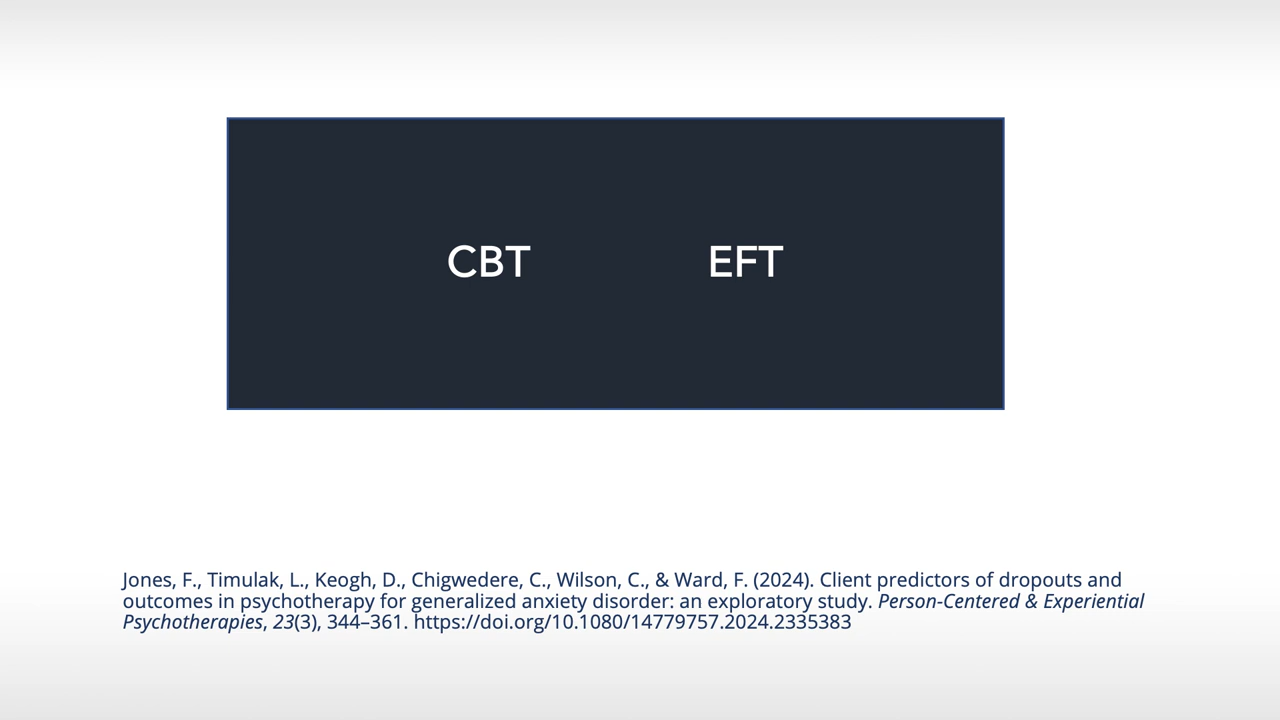 CBT EFT
Jones, F., Timulak, L., Keogh, D., Chigwedere, C., Wilson, C., & Ward, F. (2024). Client predictors of dropouts and
outcomes in psychotherapy for generalized anxiety disorder: an exploratory study. Person-Centered & Experiential
Psychotherapies, 23(3), 344–361. https://doi.org/10.1080/14779757.2024.2335383